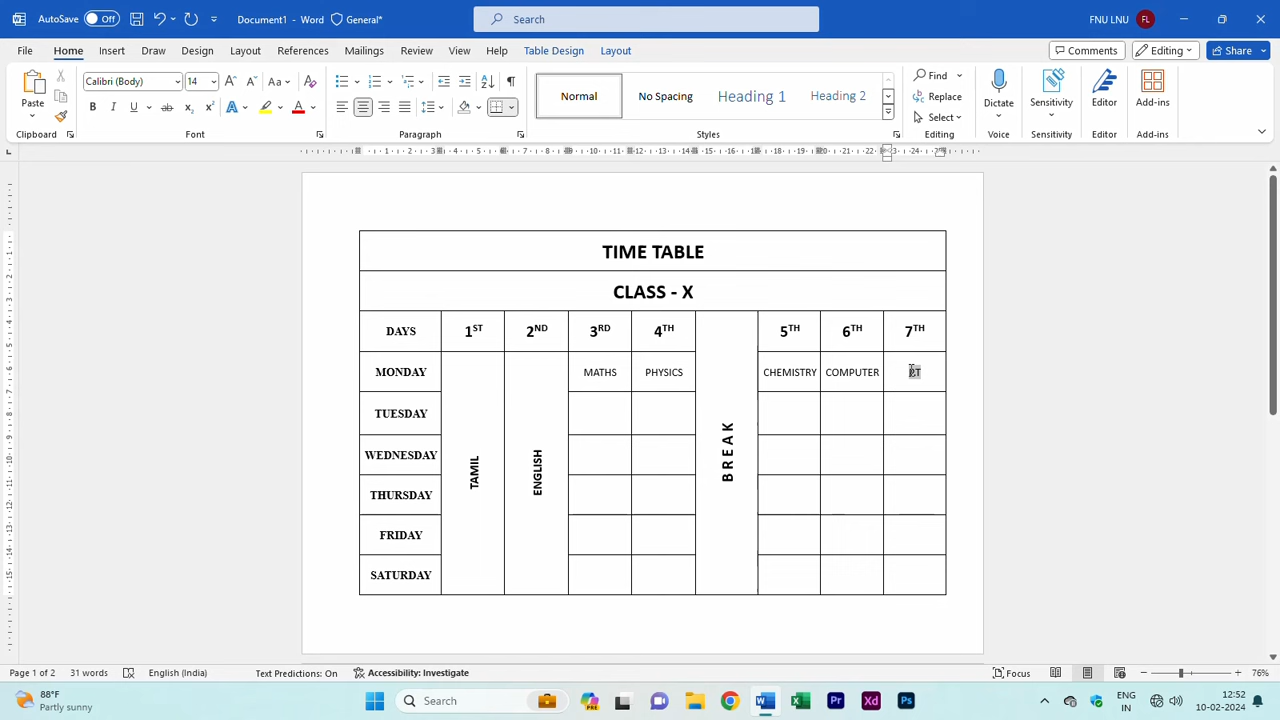 AutoSave Off Document1 - Word General* Search FNU LNU FL
File Home Insert Draw Design Layout References Mailings Review View Help Table Design Layout Comments Editing Share
Paste Calibri (Body) 14 Normal No Spacing Heading 1 Heading 2 Find Replace Select Dictate Sensitivity Editor Add-ins
Clipboard Font Paragraph Styles Editing Voice Sensitivity Editor Add-ins
TIME TABLE
CLASS - X
DAYS 1ST 2ND 3RD 4TH 5TH 6TH 7TH
MONDAY MATHS PHYSICS CHEMISTRY COMPUTER
TUESDAY
WEDNESDAY
THURSDAY
FRIDAY
SATURDAY
TAMIL
ENGLISH
B R E A K
Page 1 of 2 31 words English (India) Text Predictions: On Accessibility: Investigate Focus 76%
88°F
Partly sunny
Search
ENG
IN
12:52
10-02-2024